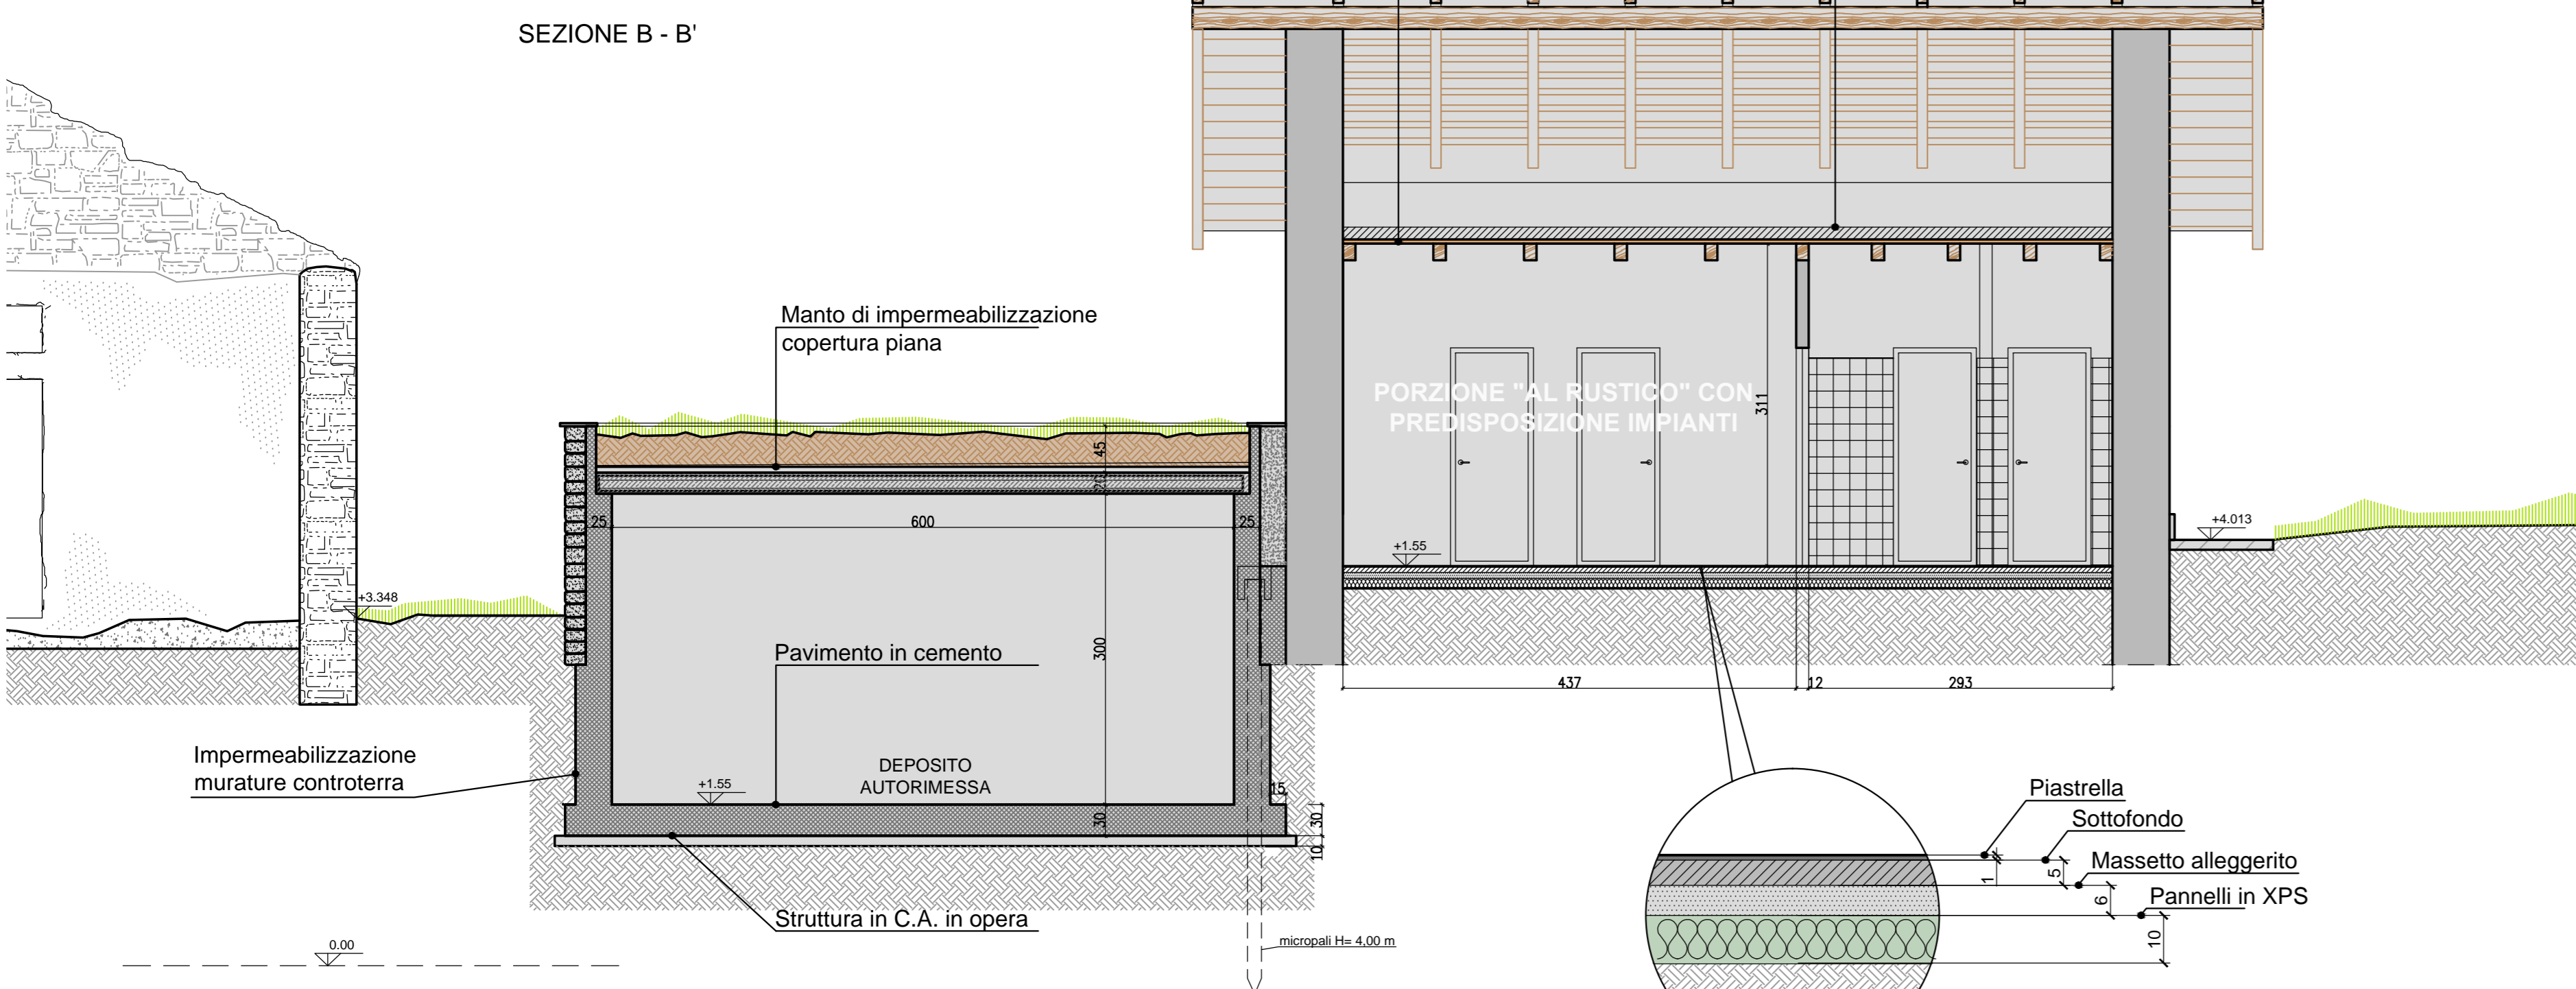 SEZIONE B - B'
Manto di impermeabilizzazione
copertura piana
PORZIONE "AL RUSTICO" CON
PREDISPOSIZIONE IMPIANTI
311
45
20
25
600
25
+1.55
+4.013
+3.348
300
Pavimento in cemento
437
12
293
Impermeabilizzazione
murature controterra
DEPOSITO
AUTORIMESSA
+1.55
15
30
30
10
Piastrella
Sottofondo
Massetto alleggerito
Pannelli in XPS
1
5
6
10
Struttura in C.A. in opera
micropali H= 4,00 m
0.00